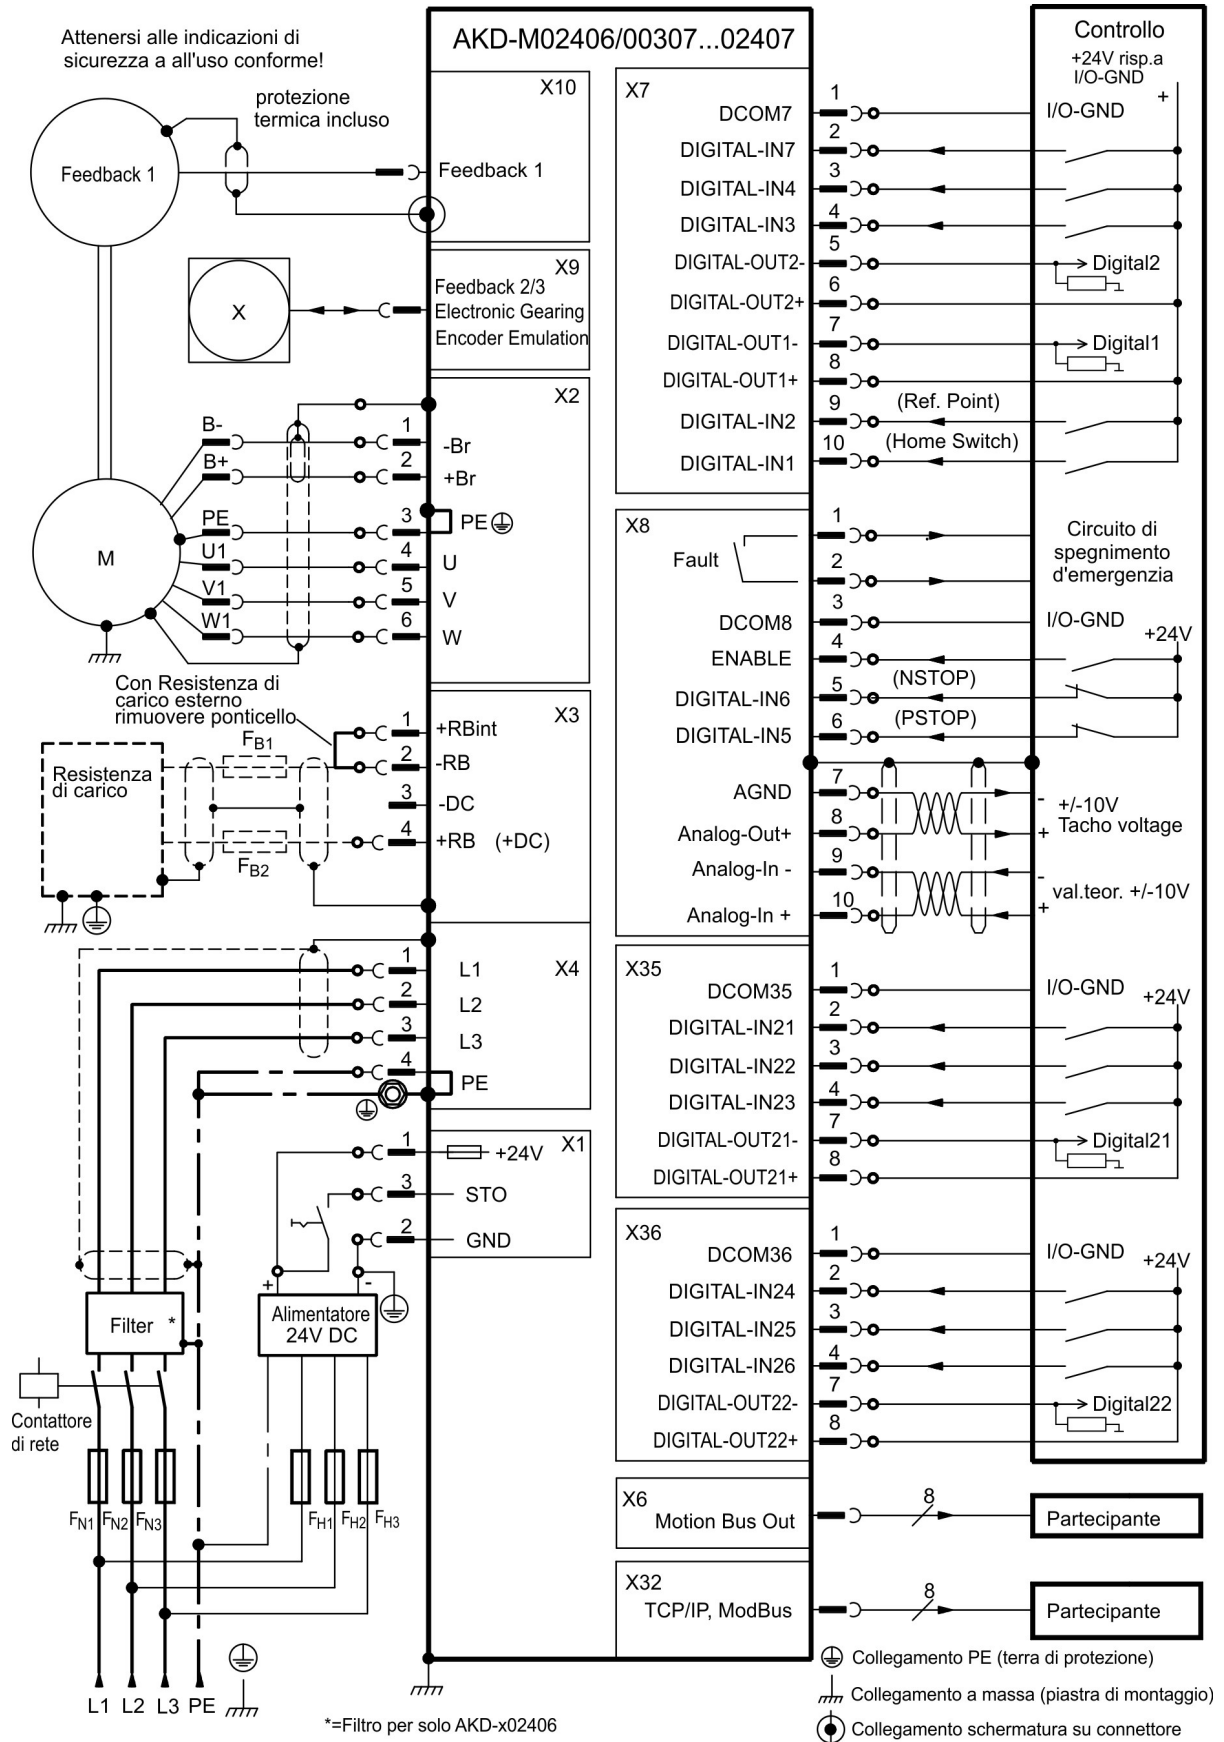 Attenersi alle indicazioni di
sicurezza a all'uso conforme!
AKD-M02406/00307...02407
Controllo
+24V risp.a
I/O-GND
+
protezione
termica incluso
Feedback 1
X10
Feedback 1
X
X9
Feedback 2/3
Electronic Gearing
Encoder Emulation
X2
B-
1
-Br
B+
2
+Br
PE
3
PE
U1
4
U
V1
5
V
W1
6
W
M
Con Resistenza di
carico esterno
rimuovere ponticello
X3
1
+RBint
FB1
2
-RB
Resistenza
di carico
3
-DC
4
+RB (+DC)
FB2
X4
1
L1
2
L2
3
L3
4
PE
X1
1
+24V
3
STO
2
GND
+
-
Alimentatore
24V DC
Filter *
Contattore
di rete
FN1 FN2 FN3
FH1 FH2 FH3
L1 L2 L3 PE
*=Filtro per solo AKD-x02406
X7
DCOM7
1
I/O-GND
DIGITAL-IN7
2
DIGITAL-IN4
3
DIGITAL-IN3
4
DIGITAL-OUT2-
5
Digital2
DIGITAL-OUT2+
6
DIGITAL-OUT1-
7
Digital1
DIGITAL-OUT1+
8
DIGITAL-IN2
9
(Ref. Point)
DIGITAL-IN1
10
(Home Switch)
X8
Fault
1
2
Circuito di
spegnimento
d'emergenzia
DCOM8
3
I/O-GND
+24V
ENABLE
4
DIGITAL-IN6
5
(NSTOP)
DIGITAL-IN5
6
(PSTOP)
AGND
7
-
+/-10V
Tacho voltage
Analog-Out+
8
+
Analog-In -
9
-
val.teor. +/-10V
Analog-In +
10
+
X35
DCOM35
1
I/O-GND
+24V
DIGITAL-IN21
2
DIGITAL-IN22
3
DIGITAL-IN23
4
DIGITAL-OUT21-
7
Digital21
DIGITAL-OUT21+
8
X36
DCOM36
1
I/O-GND
+24V
DIGITAL-IN24
2
DIGITAL-IN25
3
DIGITAL-IN26
4
DIGITAL-OUT22-
7
Digital22
DIGITAL-OUT22+
8
X6
Motion Bus Out
8
Partecipante
X32
TCP/IP, ModBus
8
Partecipante
Collegamento PE (terra di protezione)
Collegamento a massa (piastra di montaggio)
Collegamento schermatura su connettore